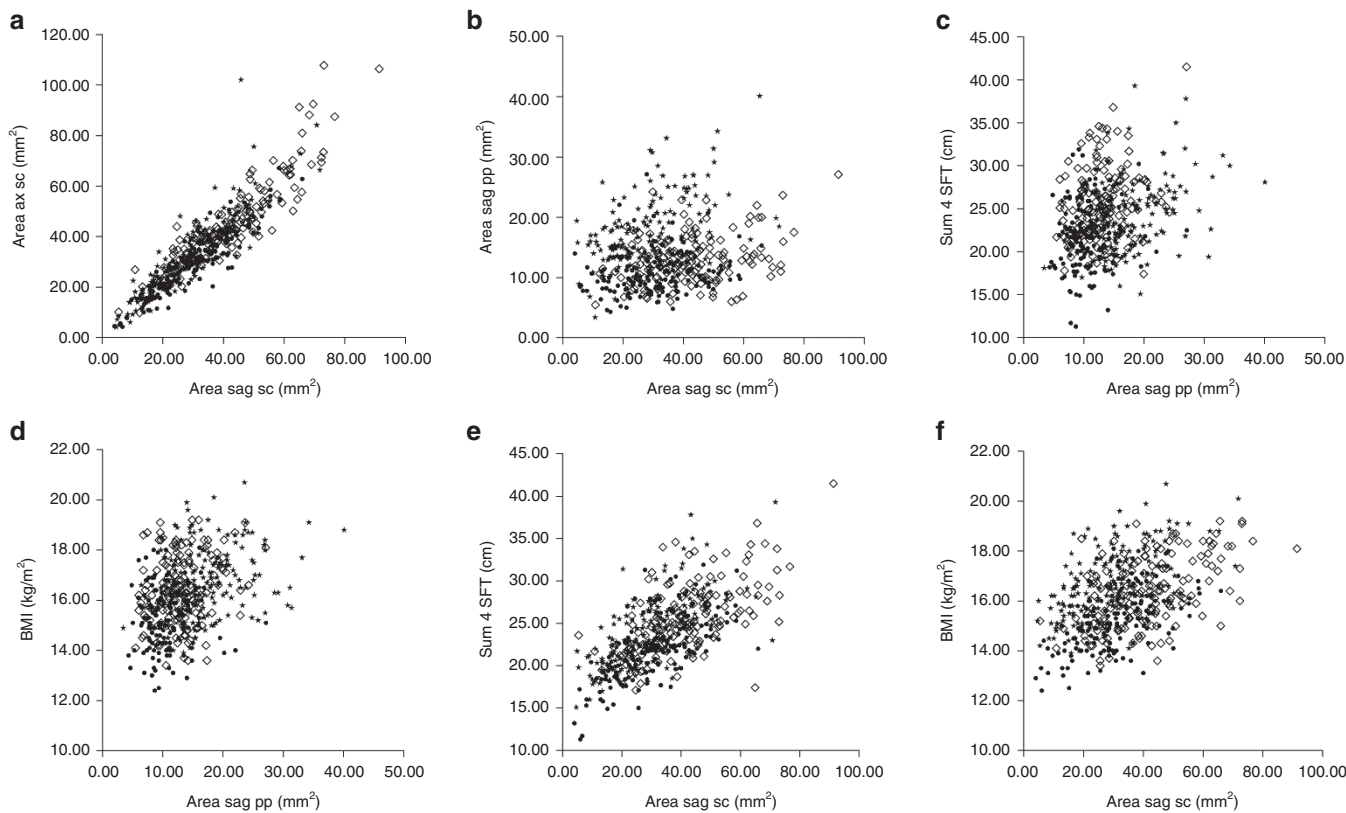 a
120.00
100.00
80.00
60.00
40.00
20.00
0.00
Area ax sc (mm²)
0.00 20.00 40.00 60.00 80.00 100.00
Area sag sc (mm²)
b
50.00
40.00
30.00
20.00
10.00
0.00
Area sag pp (mm²)
0.00 20.00 40.00 60.00 80.00 100.00
Area sag sc (mm²)
c
45.00
40.00
35.00
30.00
25.00
20.00
15.00
10.00
Sum 4 SFT (cm)
0.00 10.00 20.00 30.00 40.00 50.00
Area sag pp (mm²)
d
22.00
20.00
18.00
16.00
14.00
12.00
10.00
BMI (kg/m²)
0.00 10.00 20.00 30.00 40.00 50.00
Area sag pp (mm²)
e
45.00
40.00
35.00
30.00
25.00
20.00
15.00
10.00
Sum 4 SFT (cm)
0.00 20.00 40.00 60.00 80.00 100.00
Area sag sc (mm²)
f
22.00
20.00
18.00
16.00
14.00
12.00
10.00
BMI (kg/m²)
0.00 20.00 40.00 60.00 80.00 100.00
Area sag sc (mm²)